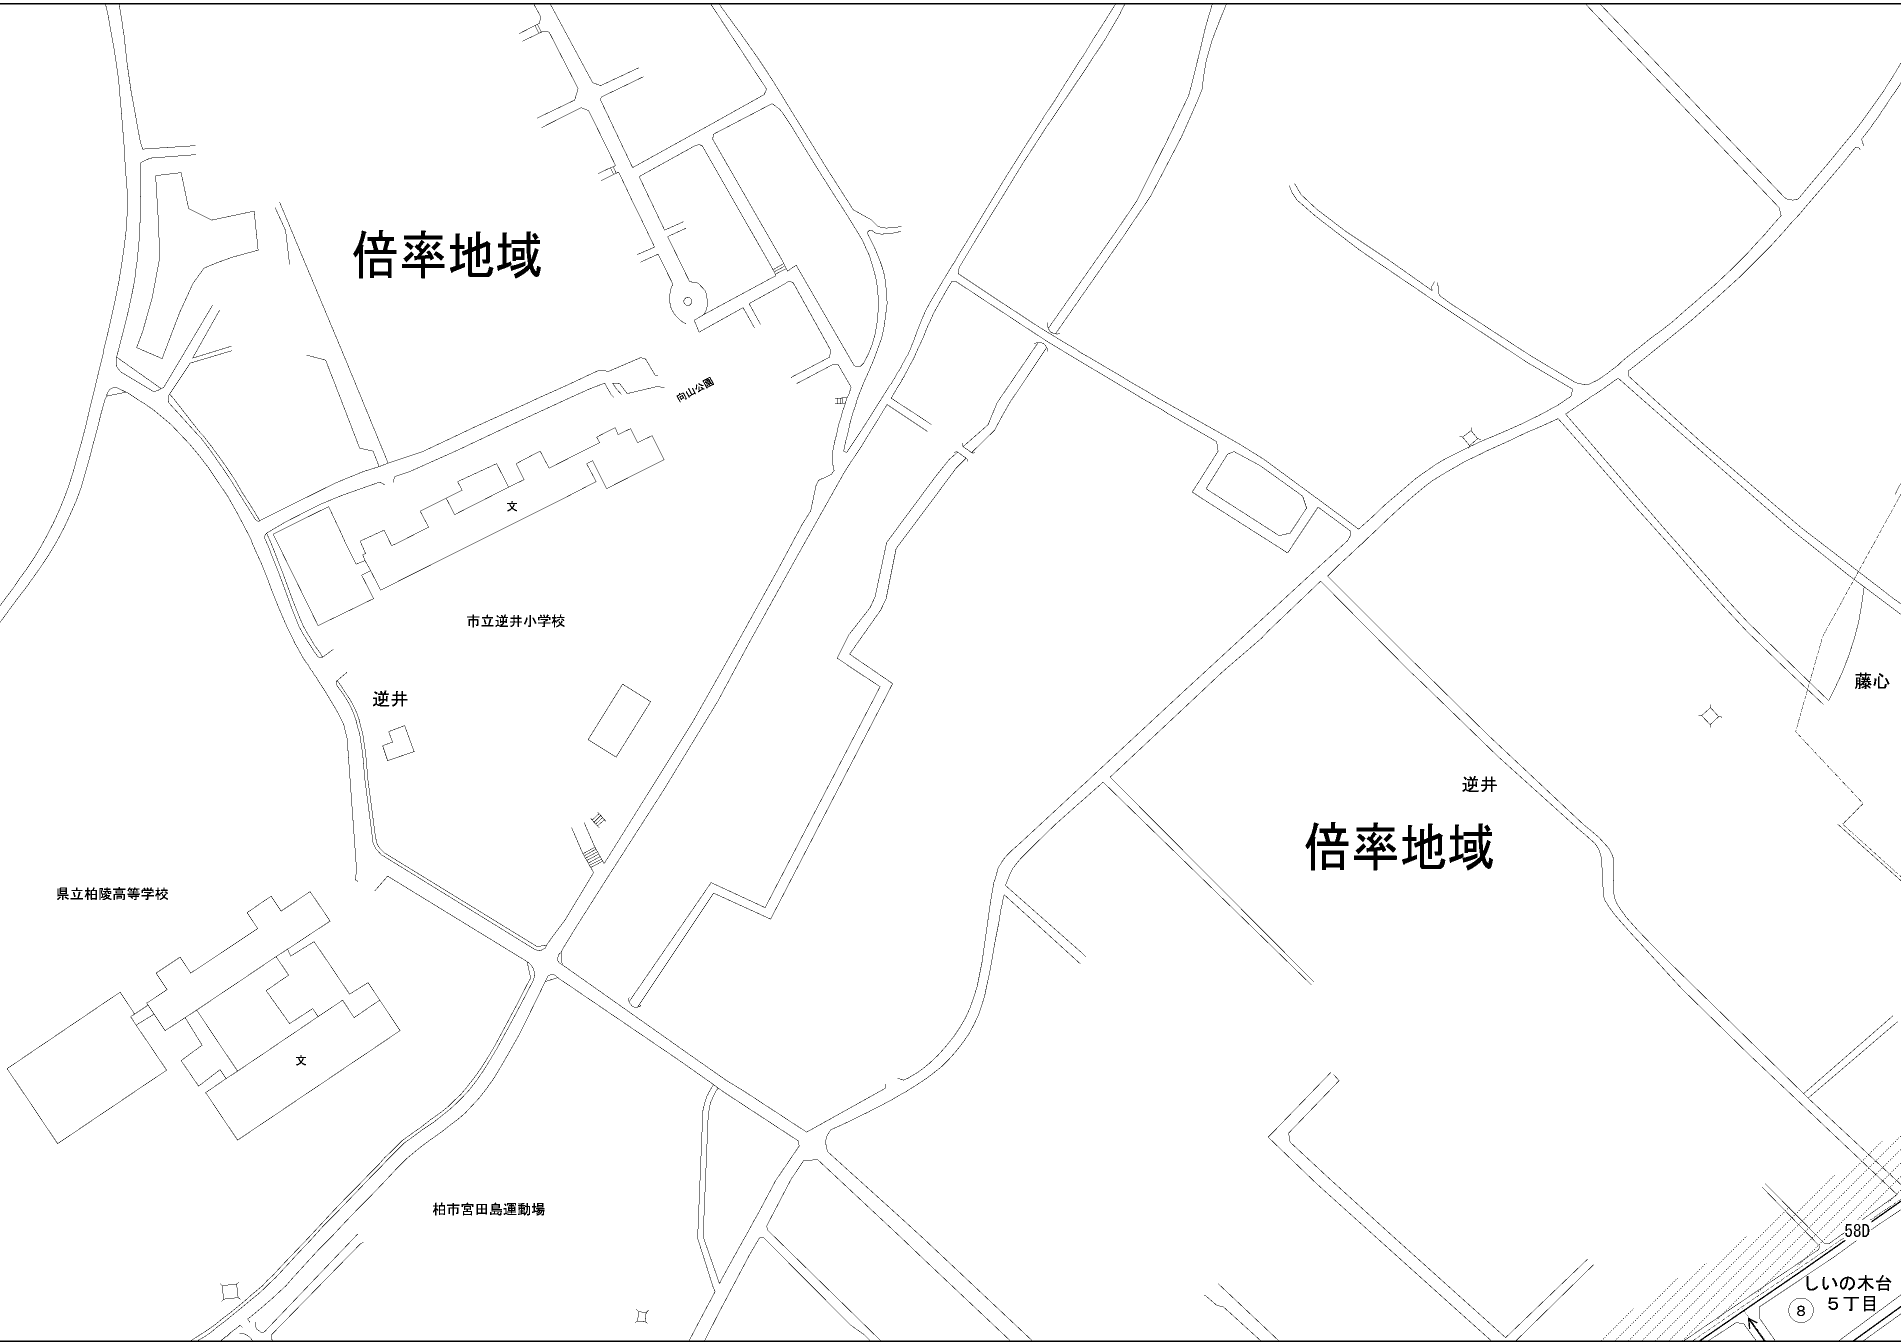 倍率地域
向山公園
文
市立逆井小学校
逆井
藤心
逆井
倍率地域
県立柏陵高等学校
文
柏市宮田島運動場
58D
しいの木台
5丁目
8